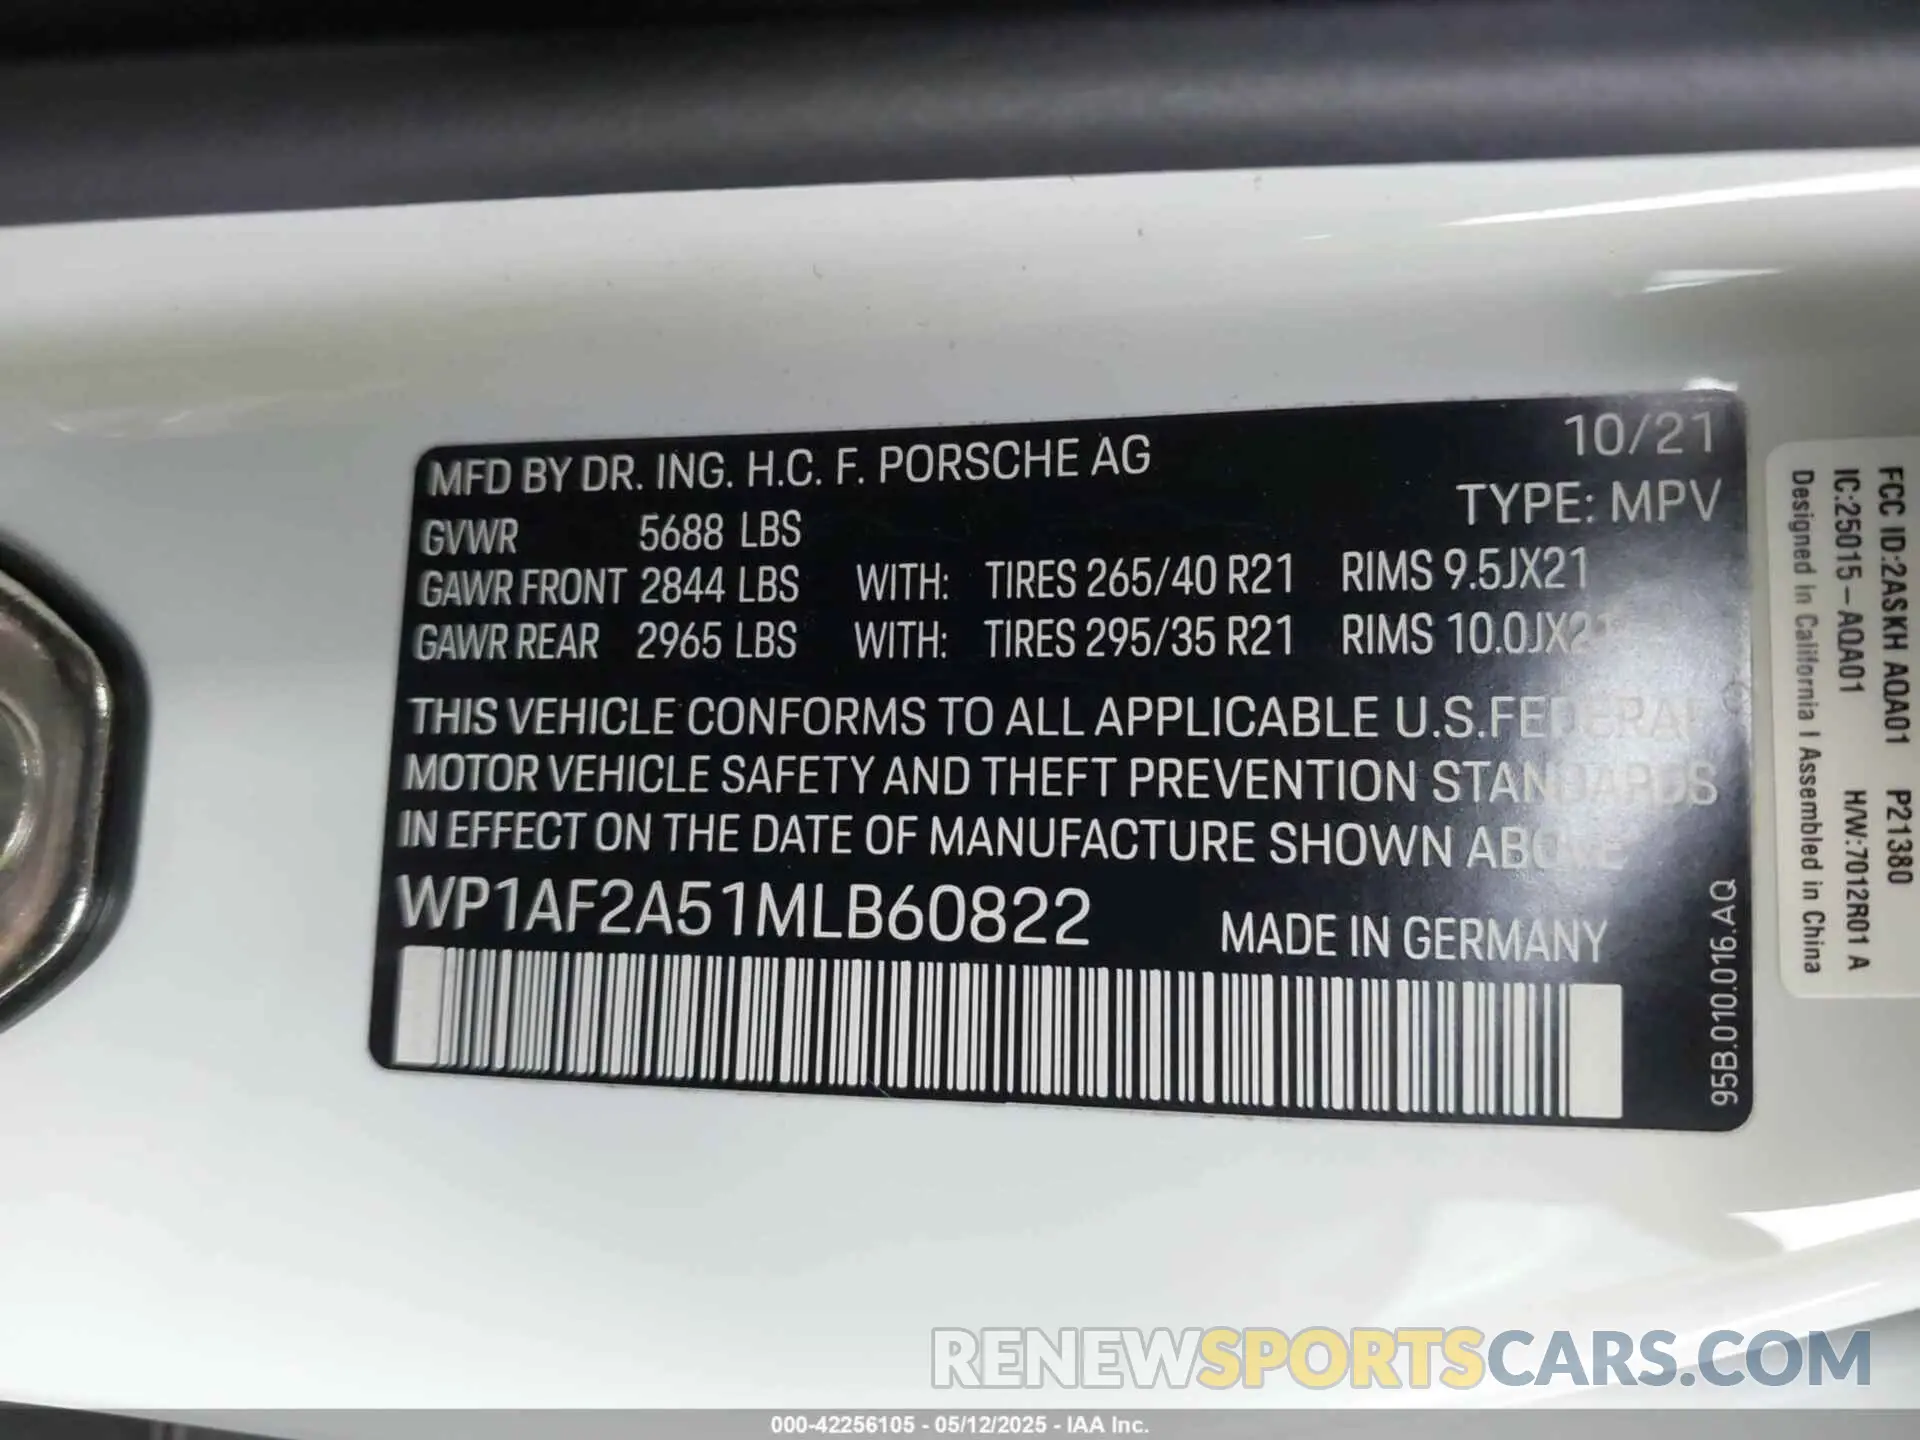 10/21
MFD BY DR. ING. H.C. F. PORSCHE AG
TYPE: MPV
GVWR 5688 LBS
GAWR FRONT 2844 LBS WITH: TIRES 265/40 R21 RIMS 9.5JX21
GAWR REAR 2965 LBS WITH: TIRES 295/35 R21 RIMS 10.0JX21
THIS VEHICLE CONFORMS TO ALL APPLICABLE U.S.FEDERAL
MOTOR VEHICLE SAFETY AND THEFT PREVENTION STANDARDS
IN EFFECT ON THE DATE OF MANUFACTURE SHOWN ABOVE
WP1AF2A51MLB60822
MADE IN GERMANY
95B.010.016.AQ
FCC ID:2ASKH AQA01 P21380
IC:25015-AQA01 H/W:7012R01 A
Designed In California I Assembled in China
RENEWSPORTSCARS.COM
000-42256105 - 05/12/2025 - IAA Inc.